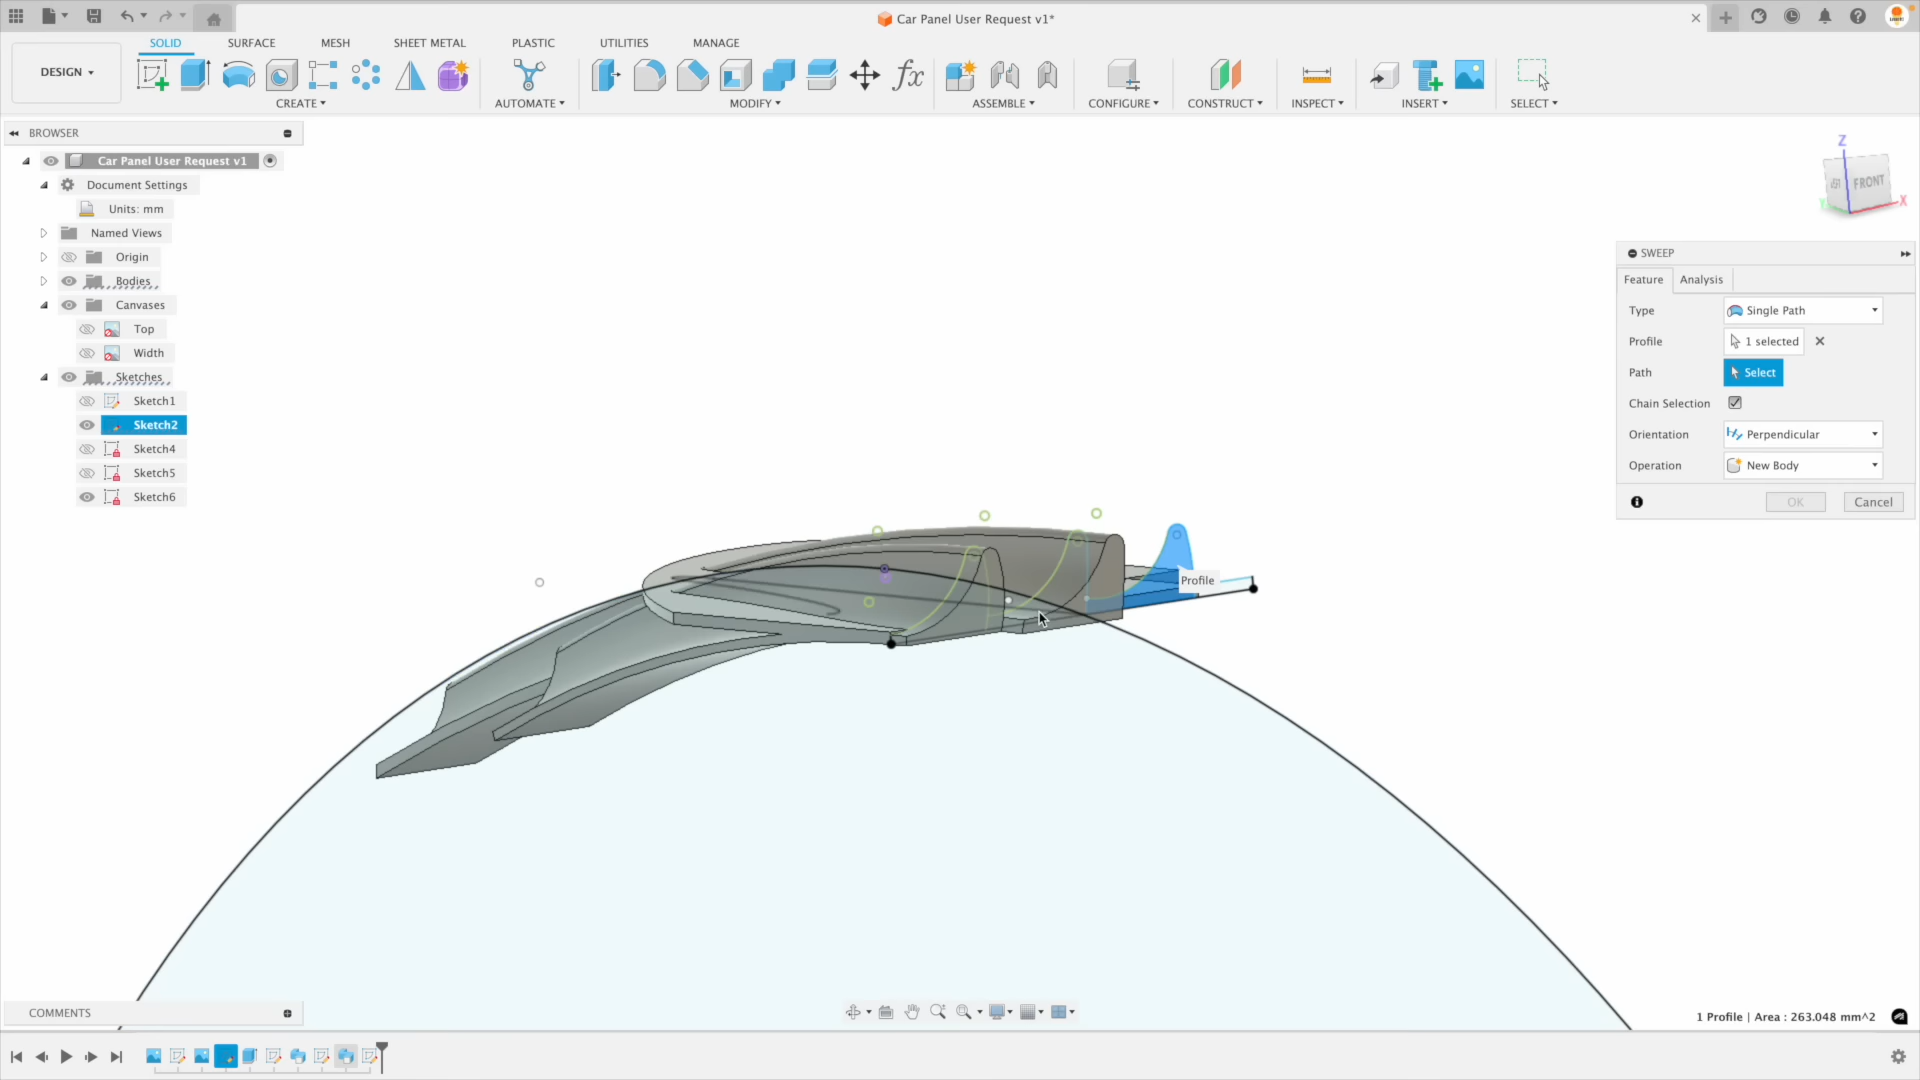 Car Panel User Request v1*
SOLID SURFACE MESH SHEET METAL PLASTIC UTILITIES MANAGE
DESIGN
CREATE AUTOMATE MODIFY ASSEMBLE CONFIGURE CONSTRUCT INSPECT INSERT SELECT
fx
BROWSER
Car Panel User Request v1
Document Settings
Units: mm
Named Views
Origin
Bodies
Canvases
Top
Width
Sketches
Sketch1
Sketch2
Sketch4
Sketch5
Sketch6
Z
FRONT
X
SWEEP
Feature Analysis
Type Single Path
Profile 1 selected
Path Select
Chain Selection
Orientation Perpendicular
Operation New Body
OK Cancel
Profile
COMMENTS
1 Profile | Area : 263.048 mm^2